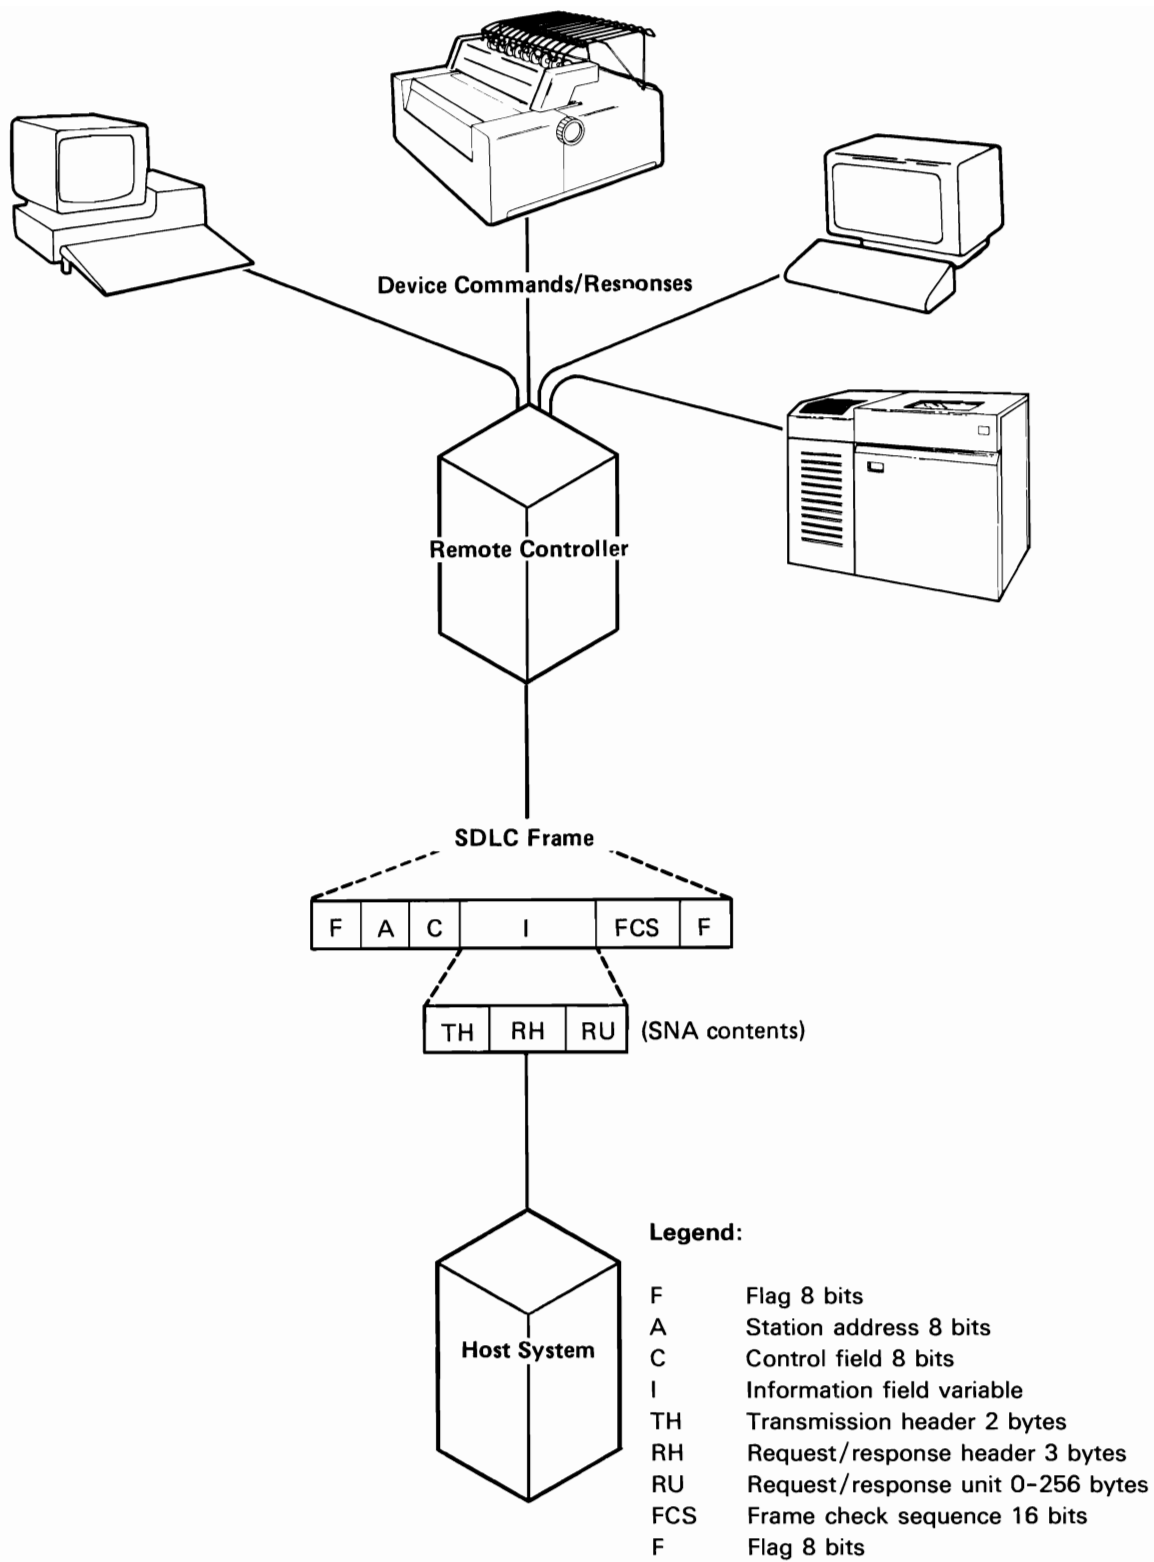 Device Commands/Responses
Remote Controller
SDLC Frame
F A C I FCS F
TH RH RU (SNA contents)
Host System
Legend:
F Flag 8 bits
A Station address 8 bits
C Control field 8 bits
I Information field variable
TH Transmission header 2 bytes
RH Request/response header 3 bytes
RU Request/response unit 0-256 bytes
FCS Frame check sequence 16 bits
F Flag 8 bits